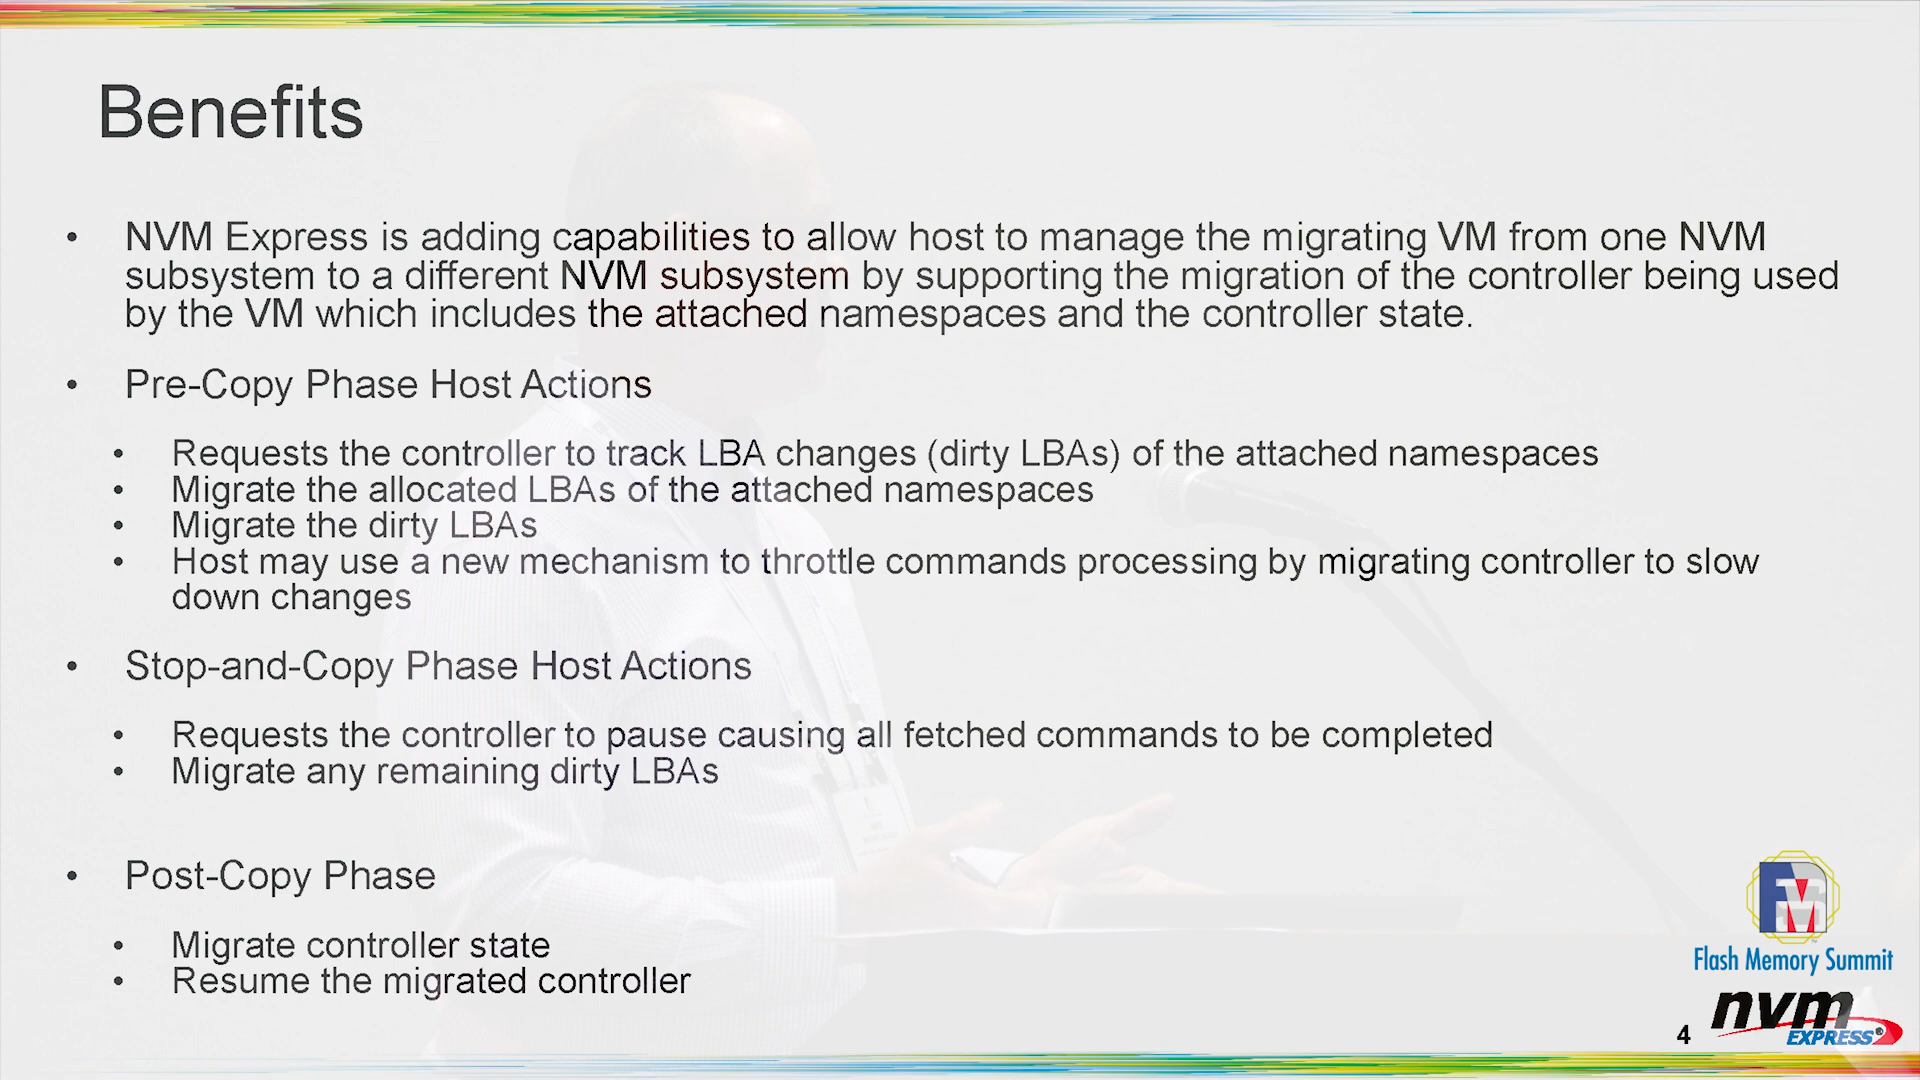 Benefits
• NVM Express is adding capabilities to allow host to manage the migrating VM from one NVM
subsystem to a different NVM subsystem by supporting the migration of the controller being used
by the VM which includes the attached namespaces and the controller state.
• Pre-Copy Phase Host Actions
• Requests the controller to track LBA changes (dirty LBAs) of the attached namespaces
• Migrate the allocated LBAs of the attached namespaces
• Migrate the dirty LBAs
• Host may use a new mechanism to throttle commands processing by migrating controller to slow
down changes
• Stop-and-Copy Phase Host Actions
• Requests the controller to pause causing all fetched commands to be completed
• Migrate any remaining dirty LBAs
• Post-Copy Phase
• Migrate controller state
• Resume the migrated controller
FMS
Flash Memory Summit
nvm
EXPRESS®
4